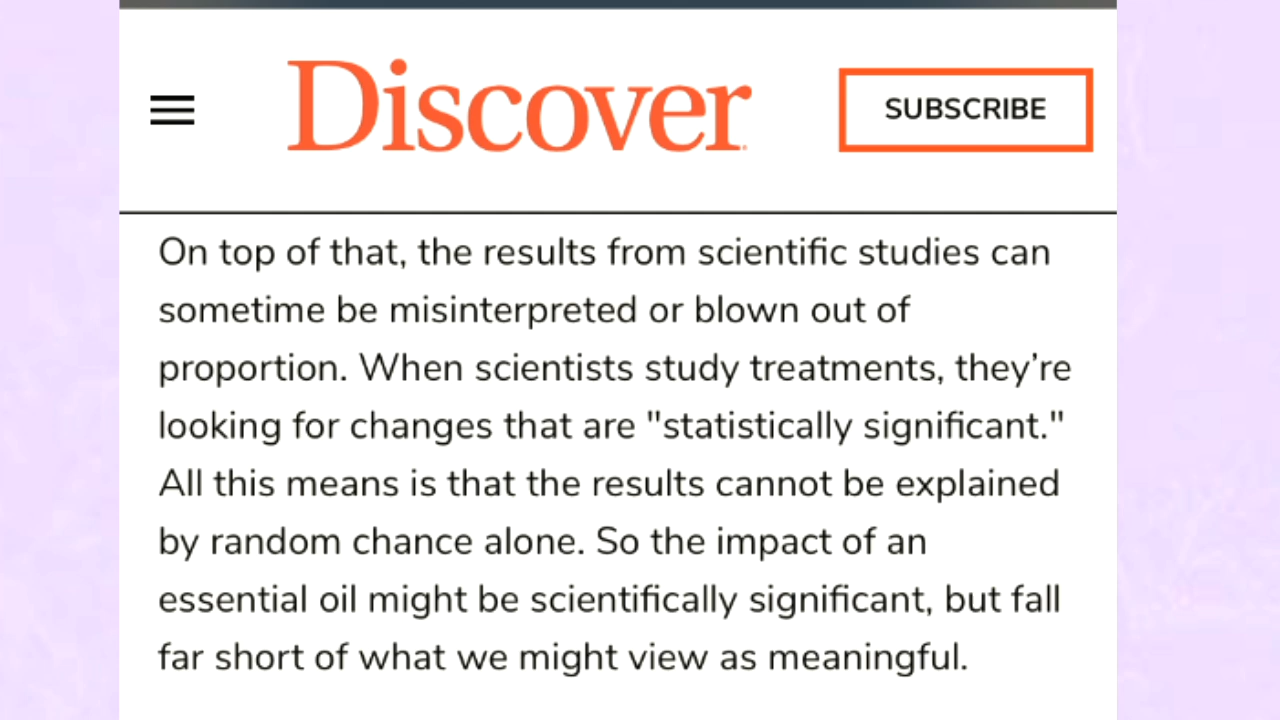 Discover
SUBSCRIBE
On top of that, the results from scientific studies can
sometime be misinterpreted or blown out of
proportion. When scientists study treatments, they’re
looking for changes that are "statistically significant."
All this means is that the results cannot be explained
by random chance alone. So the impact of an
essential oil might be scientifically significant, but fall
far short of what we might view as meaningful.